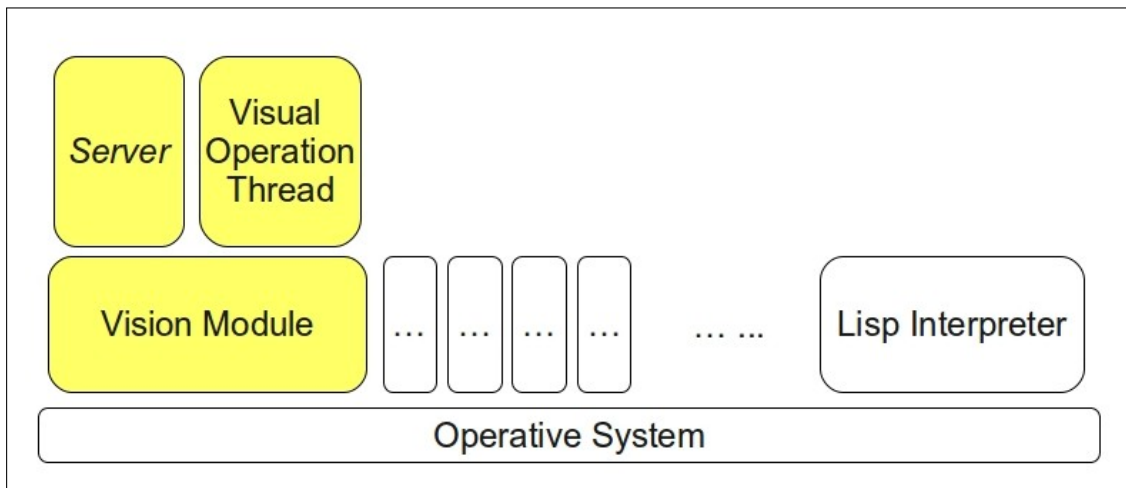 Server
Visual
Operation
Thread
Vision Module
...
...
...
...
... ...
Lisp Interpreter
Operative System